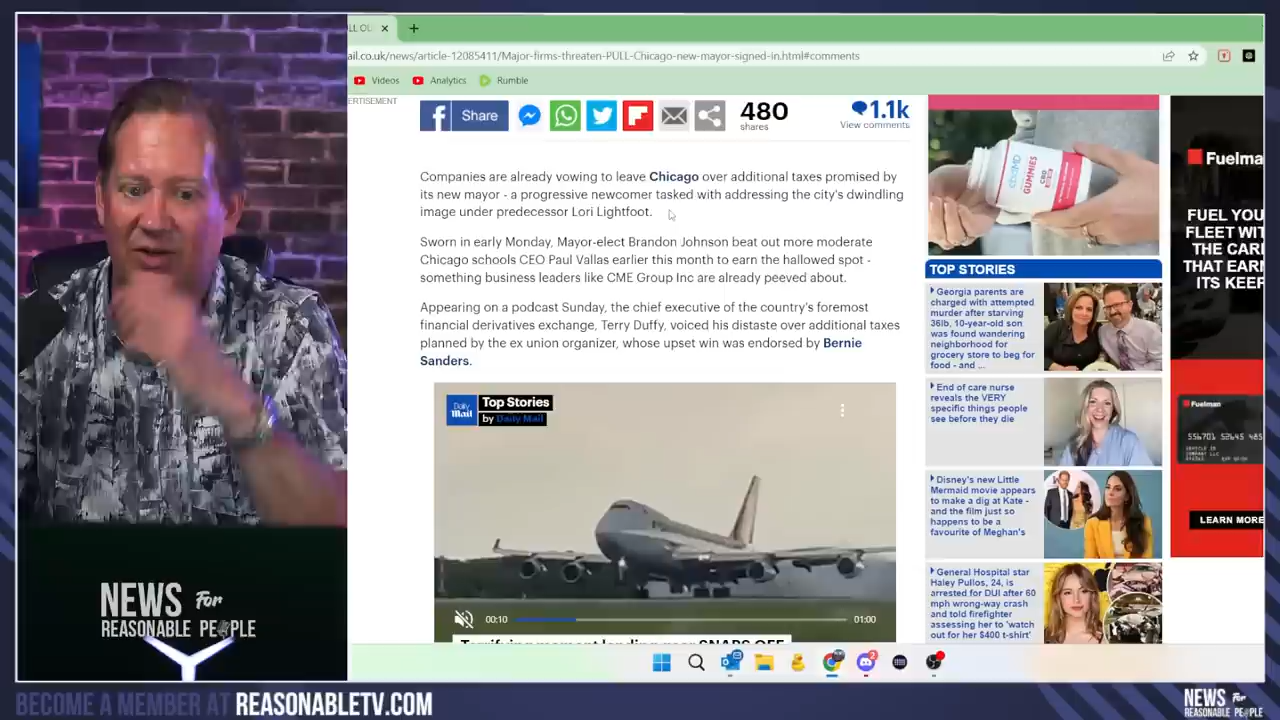 ail.co.uk/news/article-12085411/Major-firms-threaten-PULL-Chicago-new-mayor-signed-in.html#comments
Videos
Analytics
Rumble
ERTISEMENT
Share
480
shares
1.1k
View comments
Companies are already vowing to leave Chicago over additional taxes promised by
its new mayor - a progressive newcomer tasked with addressing the city's dwindling
image under predecessor Lori Lightfoot.
Sworn in early Monday, Mayor-elect Brandon Johnson beat out more moderate
Chicago schools CEO Paul Vallas earlier this month to earn the hallowed spot -
something business leaders like CME Group Inc are already peeved about.
Appearing on a podcast Sunday, the chief executive of the country's foremost
financial derivatives exchange, Terry Duffy, voiced his distaste over additional taxes
planned by the ex union organizer, whose upset win was endorsed by Bernie
Sanders.
Daily
Mail
Top Stories
by Daily Mail
00:10
01:00
cbdMD
GUMMIES
TOP STORIES
Georgia parents are
charged with attempted
murder after starving
36lb, 10-year-old son
was found wandering
neighborhood for
grocery store to beg for
food - and ...
End of care nurse
reveals the VERY
specific things people
see before they die
Disney's new Little
Mermaid movie appears
to make a dig at Kate -
and the film just so
happens to be a
favourite of Meghan's
General Hospital star
Haley Pullos, 24, is
arrested for DUI after 60
mph wrong-way crash
and told firefighter
assessing her to 'watch
out for her $400 t-shirt'
Fuelma
FUEL YOU
FLEET WIT
THE CARE
THAT EARN
ITS KEEP
Fuelman
LEARN MORE
2
NEWS For
REASONABLE PEOPLE
BECOME A MEMBER AT REASONABLETV.COM
NEWS For
REASONABLE PEOPLE